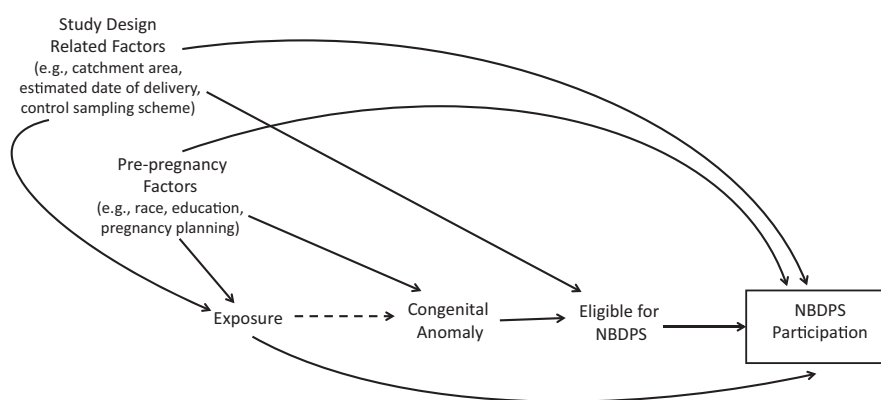 Study Design
Related Factors
(e.g., catchment area,
estimated date of delivery,
control sampling scheme)
Pre-pregnancy
Factors
(e.g., race, education,
pregnancy planning)
Exposure
Congenital
Anomaly
Eligible for
NBDPS
NBDPS
Participation